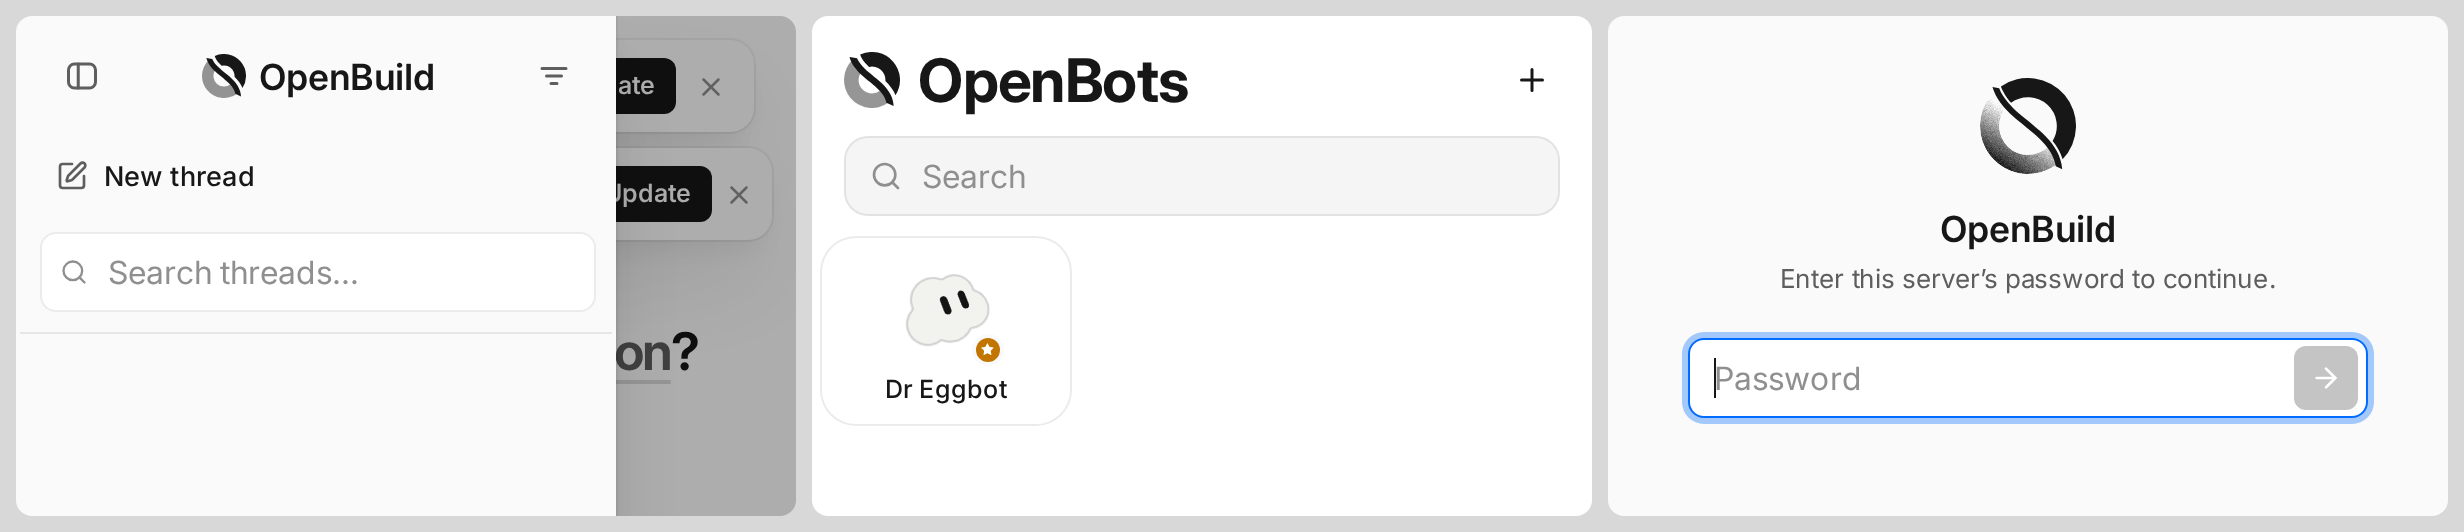 OpenBuild
New thread
Search threads...
ate
Update
on?
OpenBots
Search
Dr Eggbot
OpenBuild
Enter this server’s password to continue.
Password